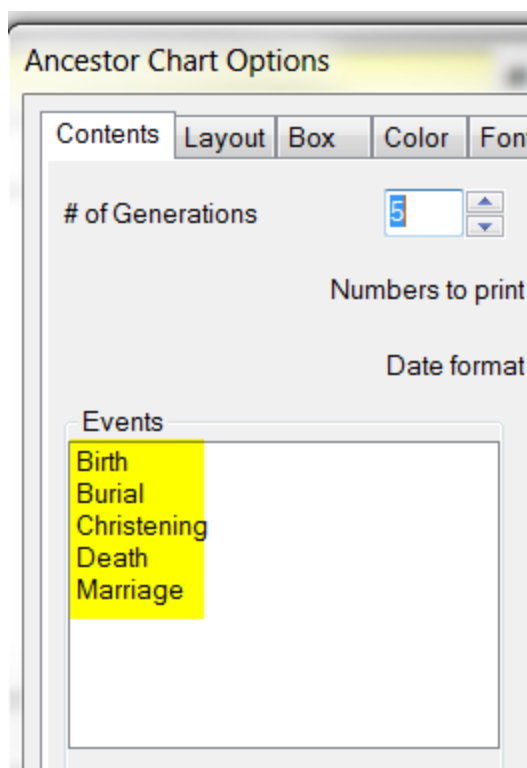 Ancestor Chart Options
Contents Layout Box Color Fon
# of Generations 5
Numbers to print
Date format
Events
Birth
Burial
Christening
Death
Marriage